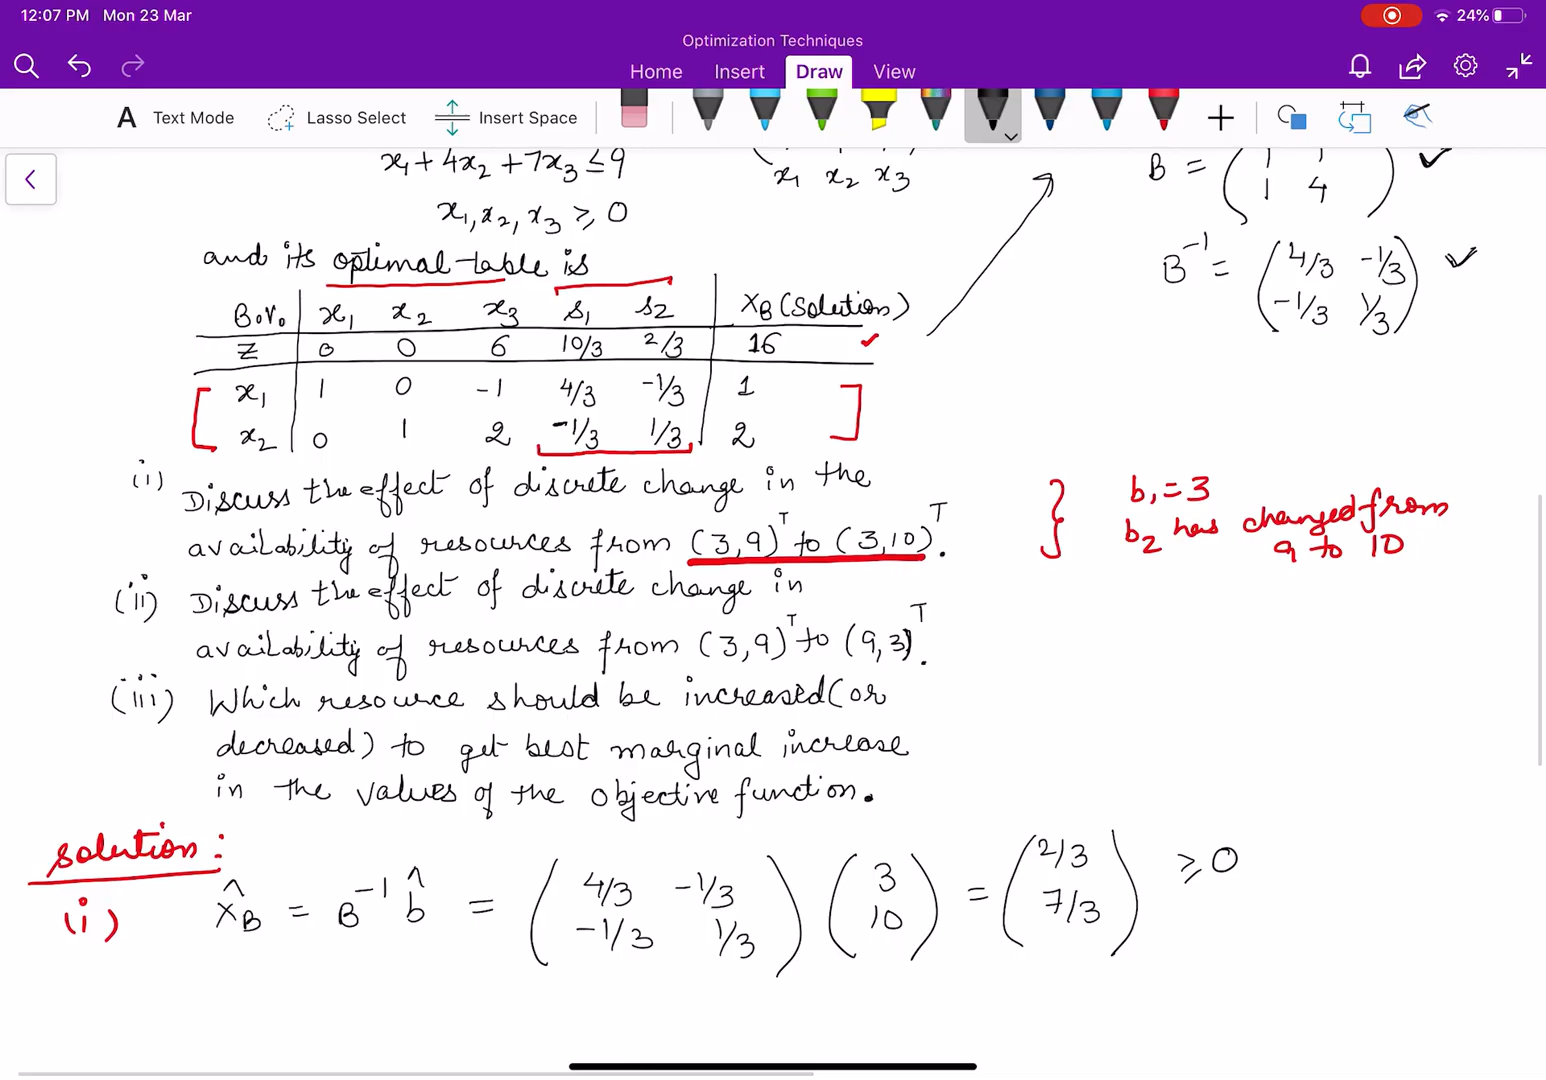 12:07 PM Mon 23 Mar
24%
Optimization Techniques
Home Insert Draw View
A Text Mode Lasso Select Insert Space
x₁ + 4x₂ + 7x₃ ≤ 9
x₁ x₂ x₃
x₁, x₂, x₃ ≥ 0
B = ( 1 1
1 4 ) ✓
B⁻¹ = ( 4/3 -1/3
-1/3 1/3 ) ✓
and its optimal table is
B.V. x₁ x₂ x₃ s₁ s₂ X_B (Solution)
Z 0 0 6 10/3 2/3 16 ✓
x₁ 1 0 -1 4/3 -1/3 1
x₂ 0 1 2 -1/3 1/3 2
(i) Discuss the effect of discrete change in the
availability of resources from (3,9)ᵀ to (3,10)ᵀ.
} b₁ = 3
b₂ has changed from
9 to 10
(ii) Discuss the effect of discrete change in
availability of resources from (3,9)ᵀ to (9,3)ᵀ.
(iii) Which resource should be increased (or
decreased) to get best marginal increase
in the values of the objective function.
Solution:
(i) X̂_B = B⁻¹ b̂ = ( 4/3 -1/3 ) ( 3 ) = ( 2/3 ) ≥ 0
( -1/3 1/3 ) ( 10 ) ( 7/3 )